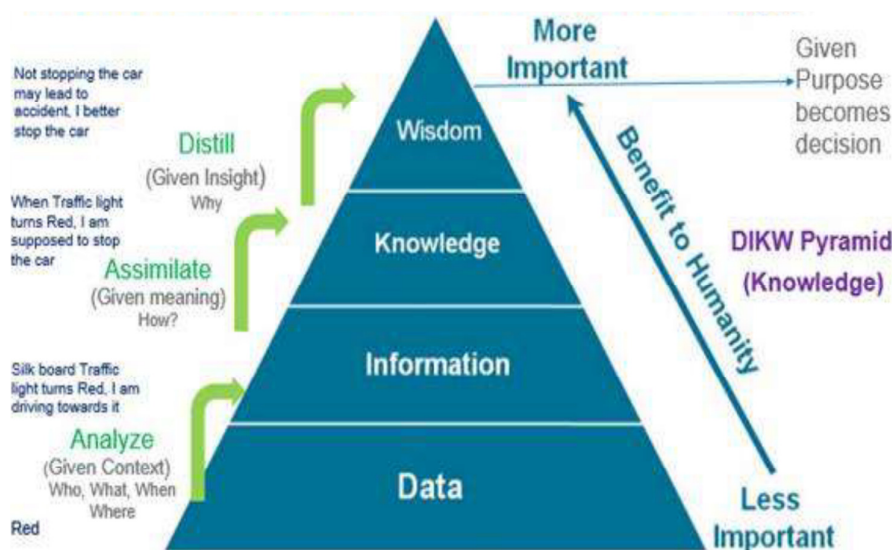 Not stopping the car
may lead to
accident, I better
stop the car
Distill
(Given Insight)
Why
When Traffic light
turns Red, I am
supposed to stop
the car
Assimilate
(Given meaning)
How?
Silk board Traffic
light turns Red, I am
driving towards it
Analyze
(Given Context)
Who, What, When
Where
Red
Wisdom
Knowledge
Information
Data
More
Important
Given
Purpose
becomes
decision
Benefit to Humanity
DIKW Pyramid
(Knowledge)
Less
Important